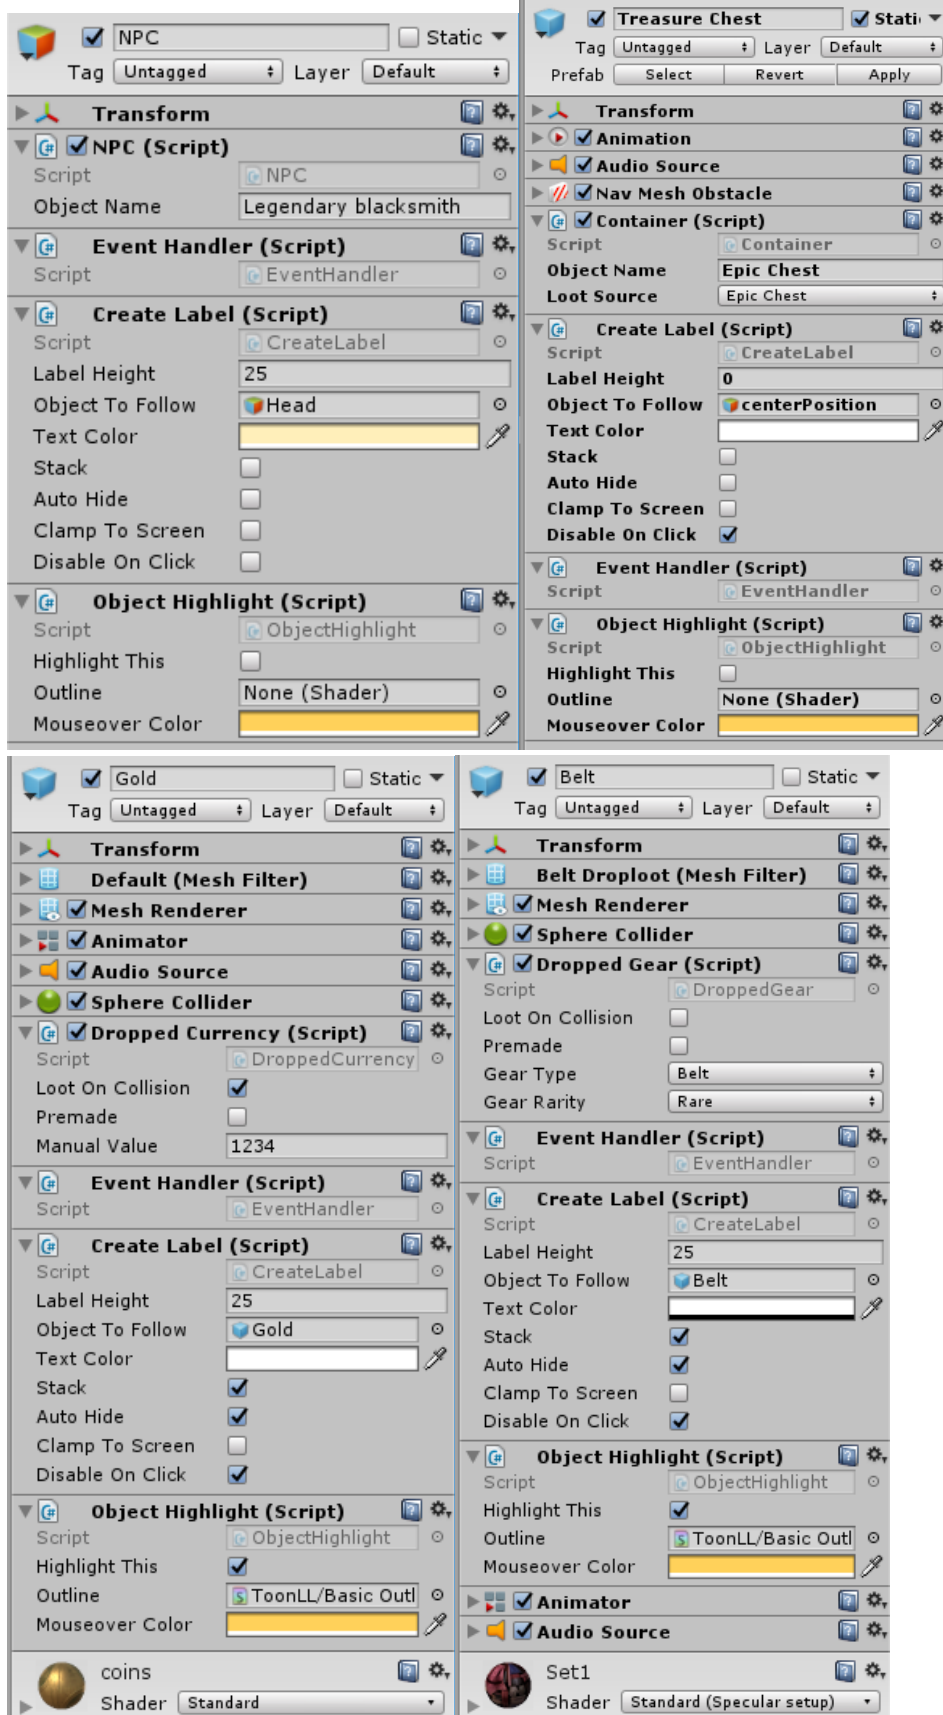 NPC
Static
Tag Untagged Layer Default
Transform
NPC (Script)
Script NPC
Object Name Legendary blacksmith
Event Handler (Script)
Script EventHandler
Create Label (Script)
Script CreateLabel
Label Height 25
Object To Follow Head
Text Color
Stack
Auto Hide
Clamp To Screen
Disable On Click
Object Highlight (Script)
Script ObjectHighlight
Highlight This
Outline None (Shader)
Mouseover Color
Treasure Chest
Static
Tag Untagged Layer Default
Prefab Select Revert Apply
Transform
Animation
Audio Source
Nav Mesh Obstacle
Container (Script)
Script Container
Object Name Epic Chest
Loot Source Epic Chest
Create Label (Script)
Script CreateLabel
Label Height 0
Object To Follow centerPosition
Text Color
Stack
Auto Hide
Clamp To Screen
Disable On Click
Event Handler (Script)
Script EventHandler
Object Highlight (Script)
Script ObjectHighlight
Highlight This
Outline None (Shader)
Mouseover Color
Gold
Static
Tag Untagged Layer Default
Transform
Default (Mesh Filter)
Mesh Renderer
Animator
Audio Source
Sphere Collider
Dropped Currency (Script)
Script DroppedCurrency
Loot On Collision
Premade
Manual Value 1234
Event Handler (Script)
Script EventHandler
Create Label (Script)
Script CreateLabel
Label Height 25
Object To Follow Gold
Text Color
Stack
Auto Hide
Clamp To Screen
Disable On Click
Object Highlight (Script)
Script ObjectHighlight
Highlight This
Outline ToonLL/Basic Outl
Mouseover Color
coins
Shader Standard
Belt
Static
Tag Untagged Layer Default
Transform
Belt Droploot (Mesh Filter)
Mesh Renderer
Sphere Collider
Dropped Gear (Script)
Script DroppedGear
Loot On Collision
Premade
Gear Type Belt
Gear Rarity Rare
Event Handler (Script)
Script EventHandler
Create Label (Script)
Script CreateLabel
Label Height 25
Object To Follow Belt
Text Color
Stack
Auto Hide
Clamp To Screen
Disable On Click
Object Highlight (Script)
Script ObjectHighlight
Highlight This
Outline ToonLL/Basic Outl
Mouseover Color
Animator
Audio Source
Set1
Shader Standard (Specular setup)